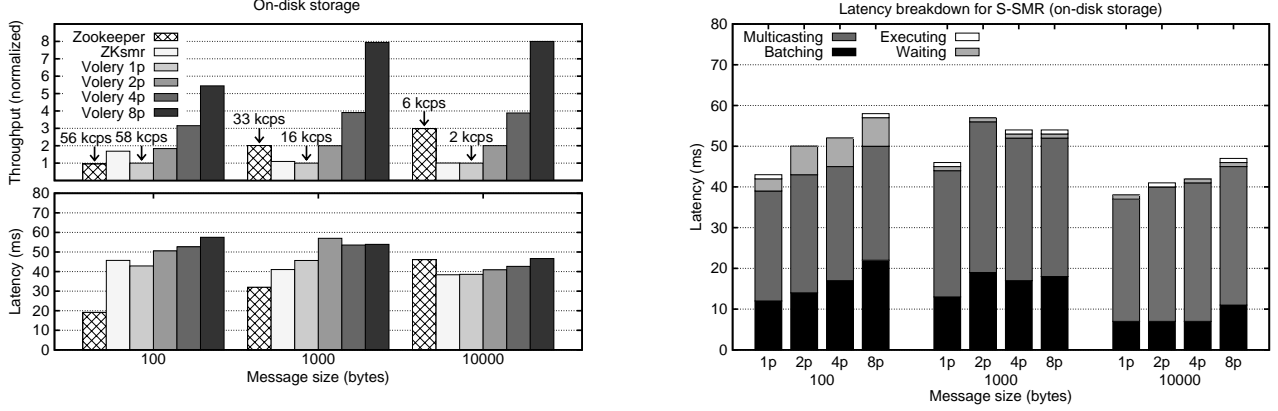 On-disk storage
Throughput (normalized)
8
7
6
5
4
3
2
1
Zookeeper
ZKsmr
Volery 1p
Volery 2p
Volery 4p
Volery 8p
56 kcps
58 kcps
33 kcps
16 kcps
6 kcps
2 kcps
Latency (ms)
80
70
60
50
40
30
20
10
0
100 1000 10000
Message size (bytes)
Latency breakdown for S-SMR (on-disk storage)
Multicasting Executing
Batching Waiting
Latency (ms)
80
70
60
50
40
30
20
10
0
1p 2p 4p 8p 1p 2p 4p 8p 1p 2p 4p 8p
100 1000 10000
Message size (bytes)